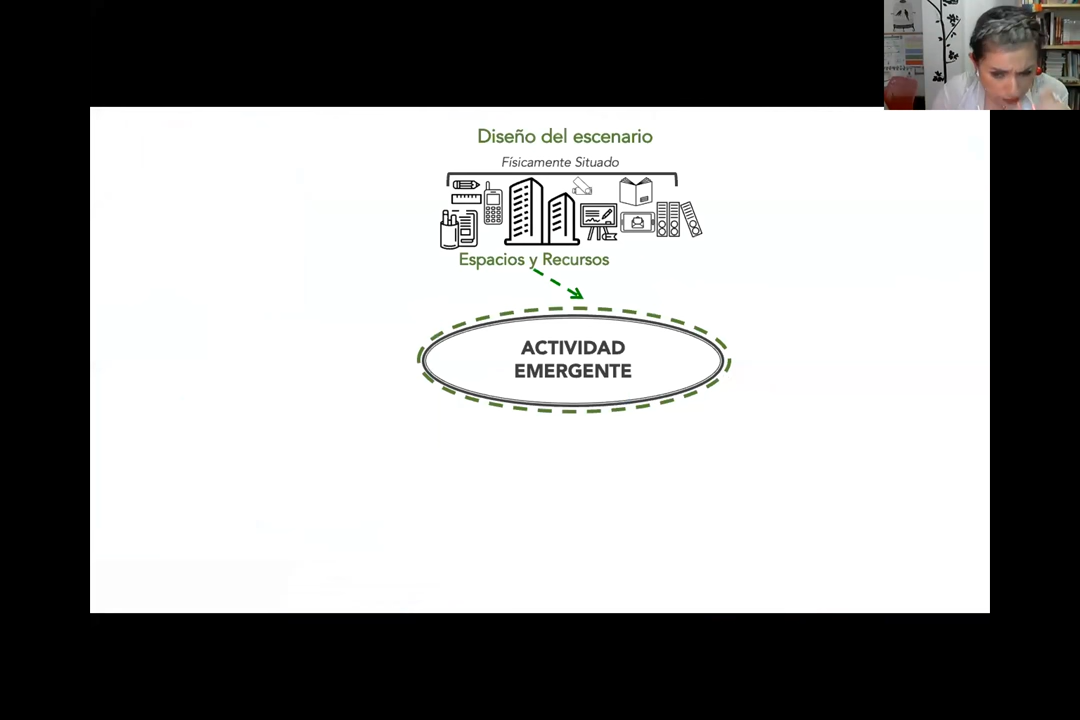 Diseño del escenario
Físicamente Situado
Espacios y Recursos
ACTIVIDAD
EMERGENTE